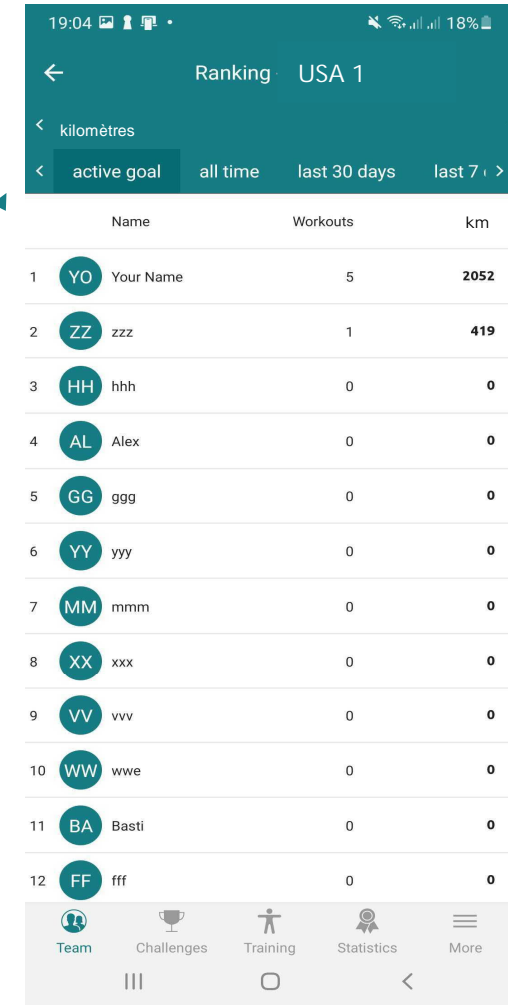 19:04 18%
Ranking USA 1
kilomètres
active goal all time last 30 days last 7
Name Workouts km
1 YO Your Name 5 2052
2 ZZ zzz 1 419
3 HH hhh 0 0
4 AL Alex 0 0
5 GG ggg 0 0
6 YY yyy 0 0
7 MM mmm 0 0
8 XX xxx 0 0
9 VV vvv 0 0
10 WW wwe 0 0
11 BA Basti 0 0
12 FF fff 0 0
Team Challenges Training Statistics More